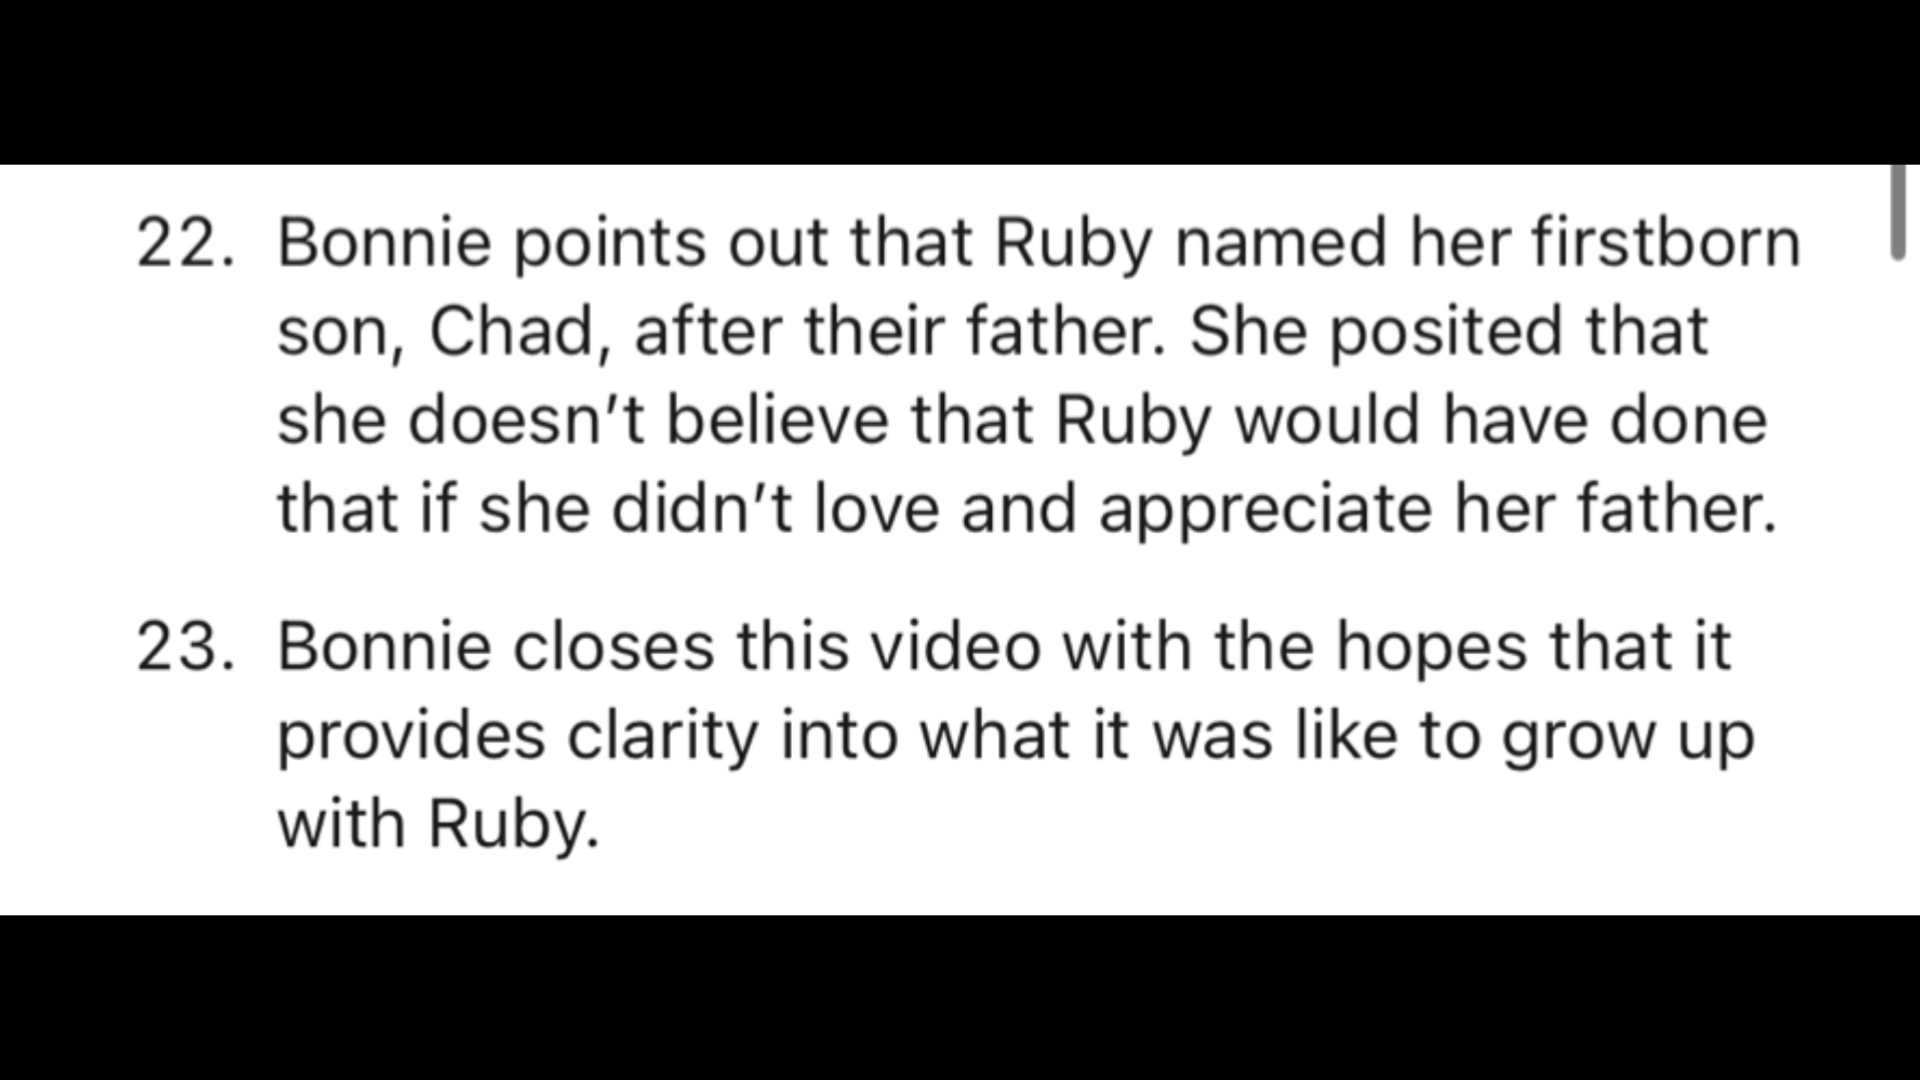 22. Bonnie points out that Ruby named her firstborn
son, Chad, after their father. She posited that
she doesn’t believe that Ruby would have done
that if she didn’t love and appreciate her father.
23. Bonnie closes this video with the hopes that it
provides clarity into what it was like to grow up
with Ruby.